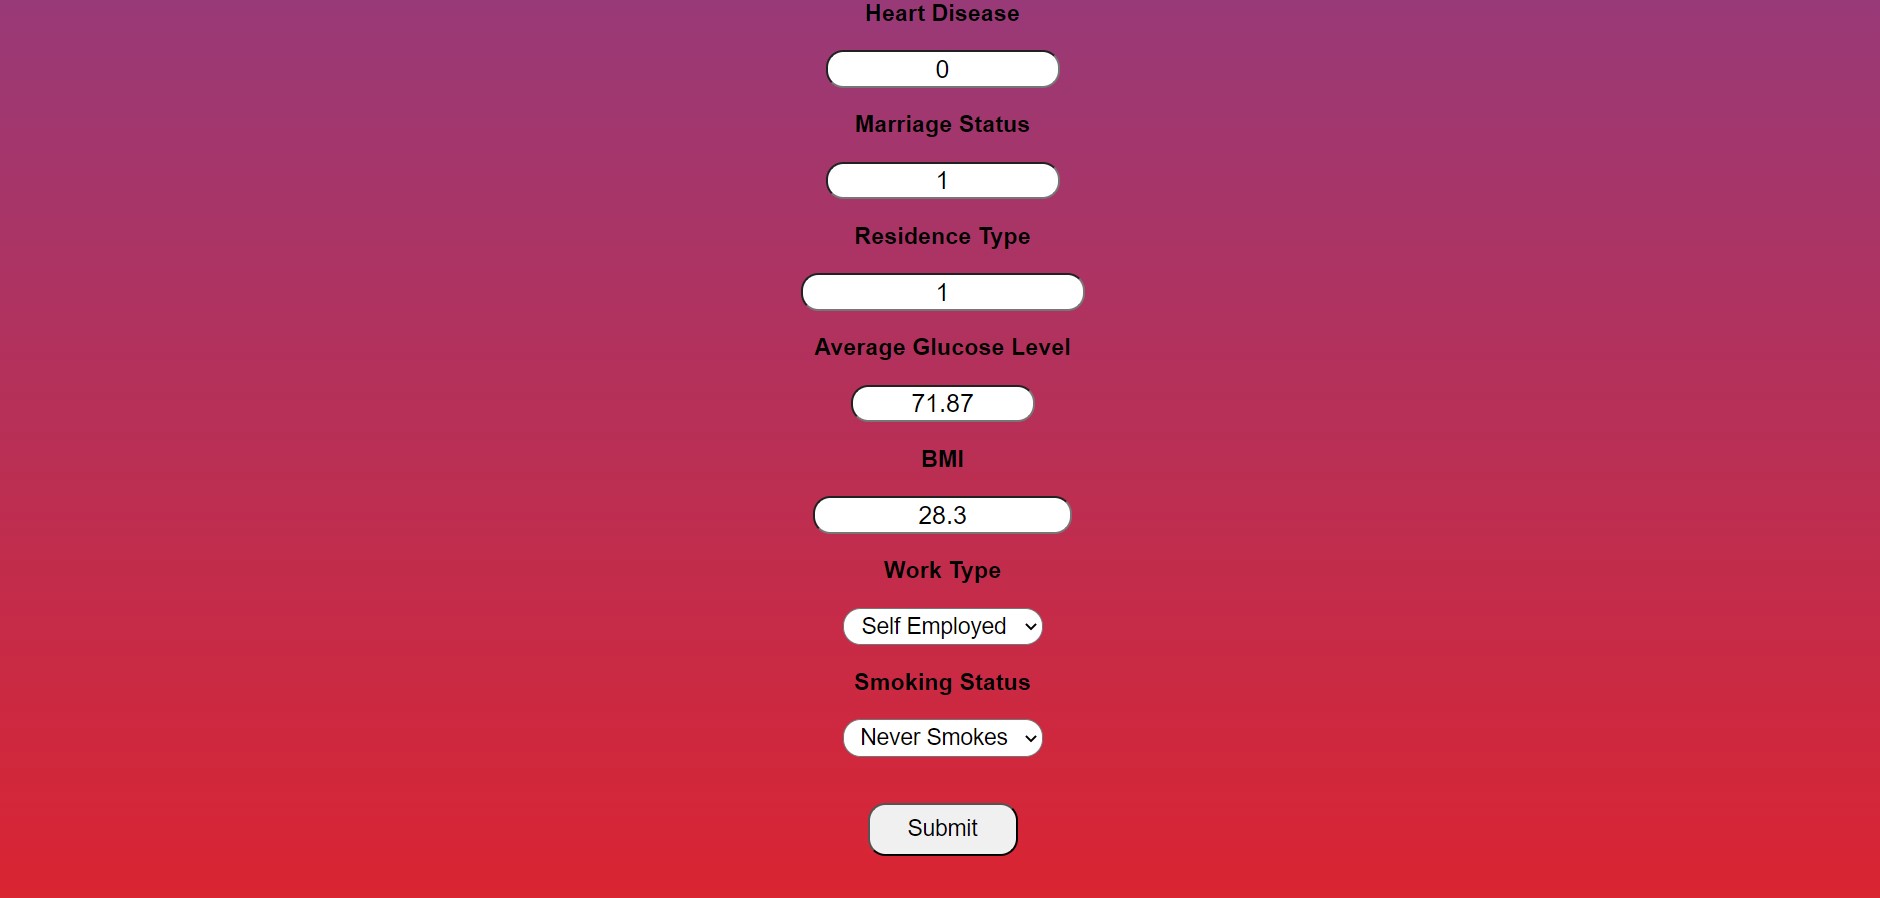 Heart Disease
0
Marriage Status
1
Residence Type
1
Average Glucose Level
71.87
BMI
28.3
Work Type
Self Employed
Smoking Status
Never Smokes
Submit